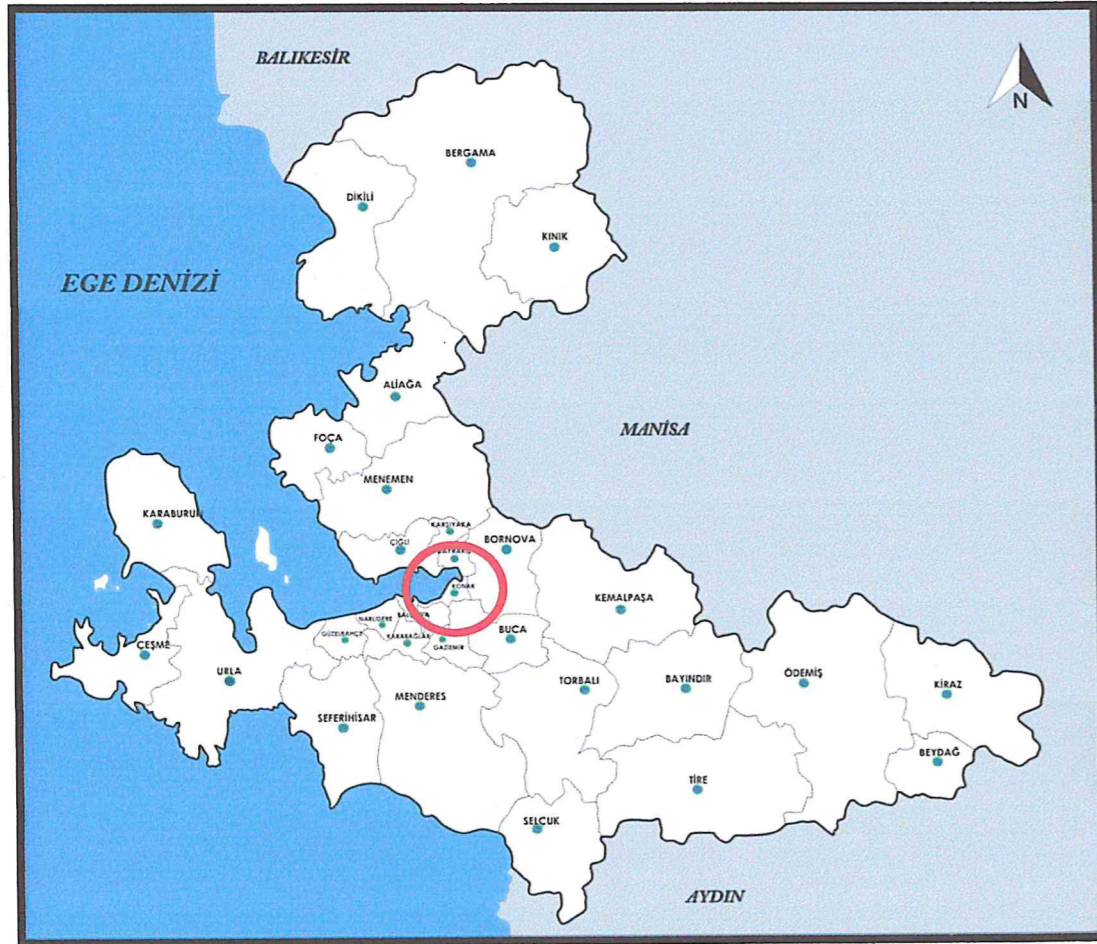 BALIKESİR
N
BERGAMA
DİKİLİ
KINIK
EGE DENİZİ
ALİAĞA
MANİSA
FOÇA
MENEMEN
KARABURUN
KARŞIYAKA
BORNOVA
ÇİĞLİ
BAYRAKLI
KONAK
KEMALPAŞA
NARLIDERE
GÜZELBAHÇE
KARABAĞLAR
GAZİEMİR
BUCA
ÇEŞME
URLA
TORBALI
BAYINDIR
ÖDEMİŞ
KİRAZ
MENDERES
SEFERİHİSAR
BEYDAĞ
TİRE
SELÇUK
AYDIN